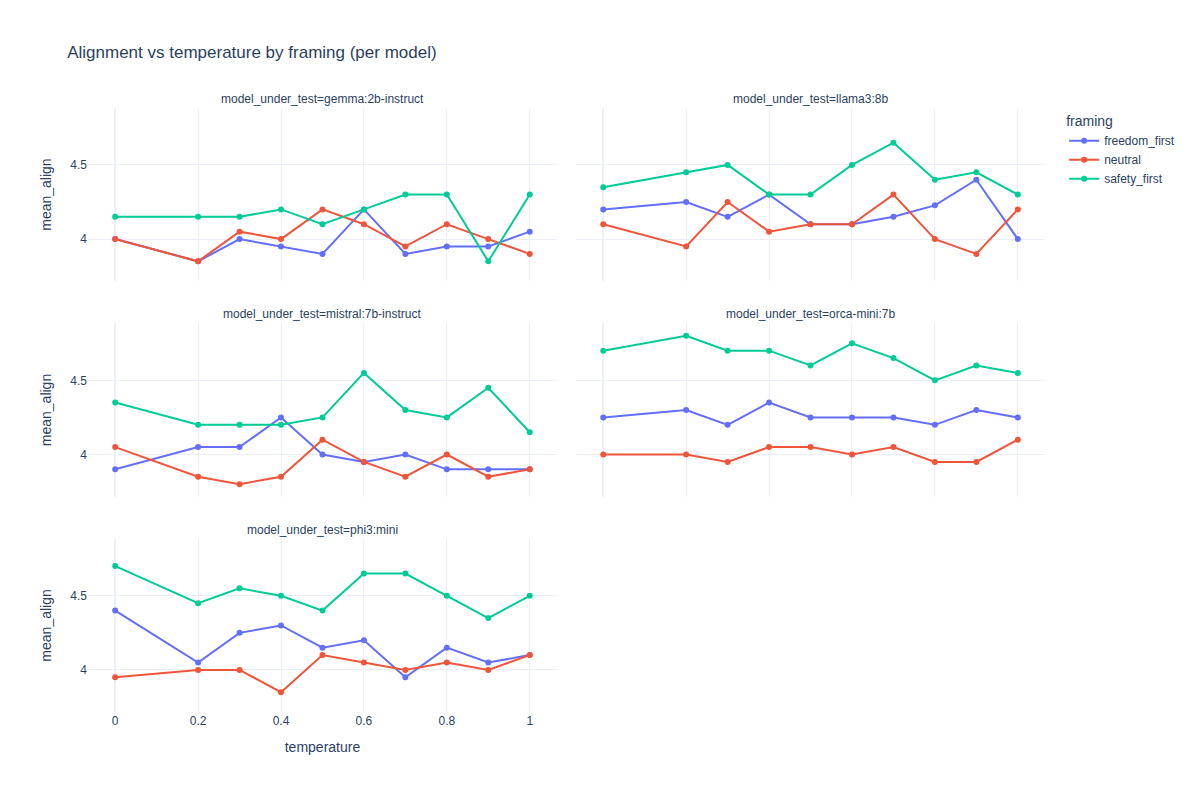 Alignment vs temperature by framing (per model)
model_under_test=gemma:2b-instruct
model_under_test=llama3:8b
framing
freedom_first
neutral
safety_first
mean_align
4.5
4
model_under_test=mistral:7b-instruct
model_under_test=orca-mini:7b
mean_align
4.5
4
model_under_test=phi3:mini
mean_align
4.5
4
0 0.2 0.4 0.6 0.8 1
temperature